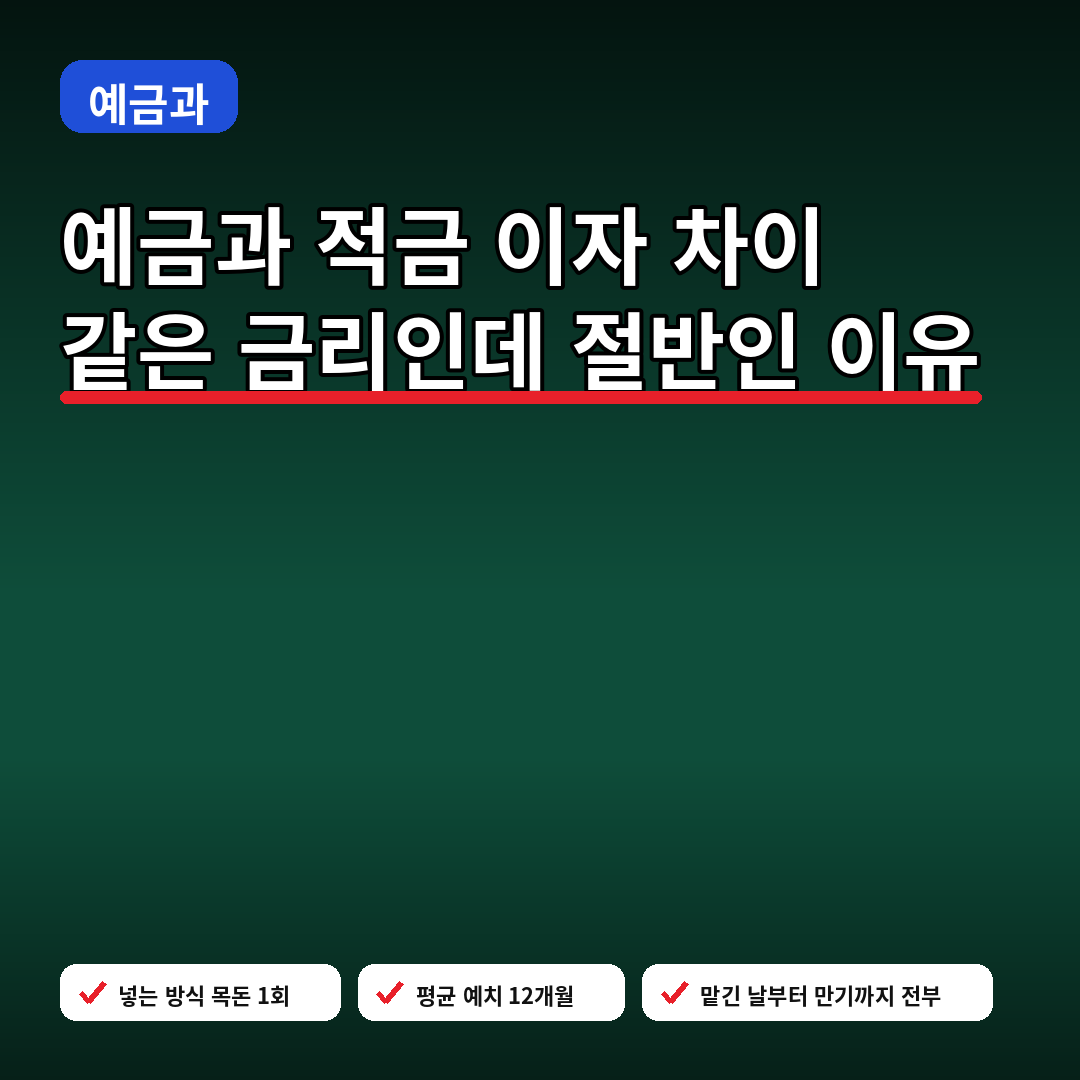 예금과
예금과 적금 이자 차이
같은 금리인데 절반인 이유
넣는 방식 목돈 1회
평균 예치 12개월
맡긴 날부터 만기까지 전부